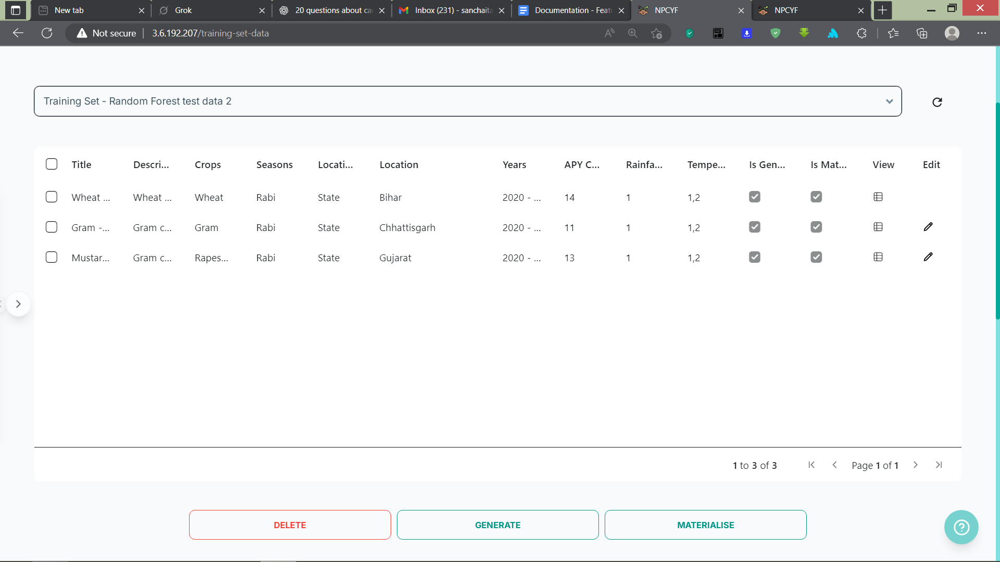 New tab
Grok
20 questions about ca
Inbox (231) - sanchaita
Documentation - Feat
NPCYF
NPCYF
Not secure
3.6.192.207/training-set-data
Training Set - Random Forest test data 2
Title Descri... Crops Seasons Locati... Location Years APY C... Rainfa... Tempe... Is Gen... Is Mat... View Edit
Wheat ... Wheat ... Wheat Rabi State Bihar 2020 - ... 14 1 1,2
Gram -... Gram c... Gram Rabi State Chhattisgarh 2020 - ... 11 1 1,2
Mustar... Gram c... Rapes... Rabi State Gujarat 2020 - ... 13 1 1,2
1 to 3 of 3 Page 1 of 1
DELETE GENERATE MATERIALISE